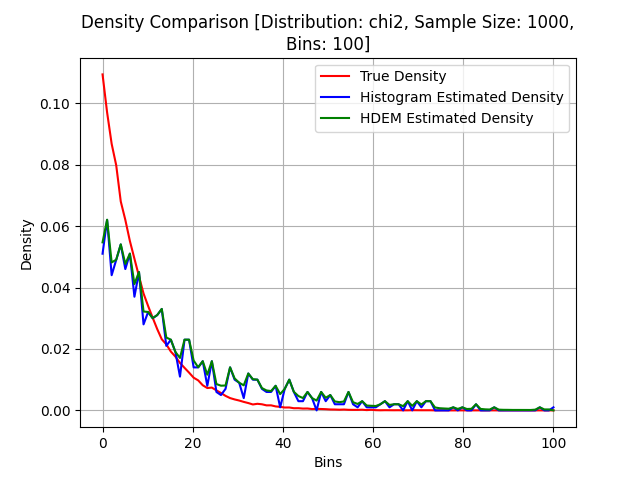 Density Comparison [Distribution: chi2, Sample Size: 1000,
Bins: 100]
True Density
Histogram Estimated Density
HDEM Estimated Density
0.10
0.08
0.06
0.04
0.02
0.00
Density
0 20 40 60 80 100
Bins